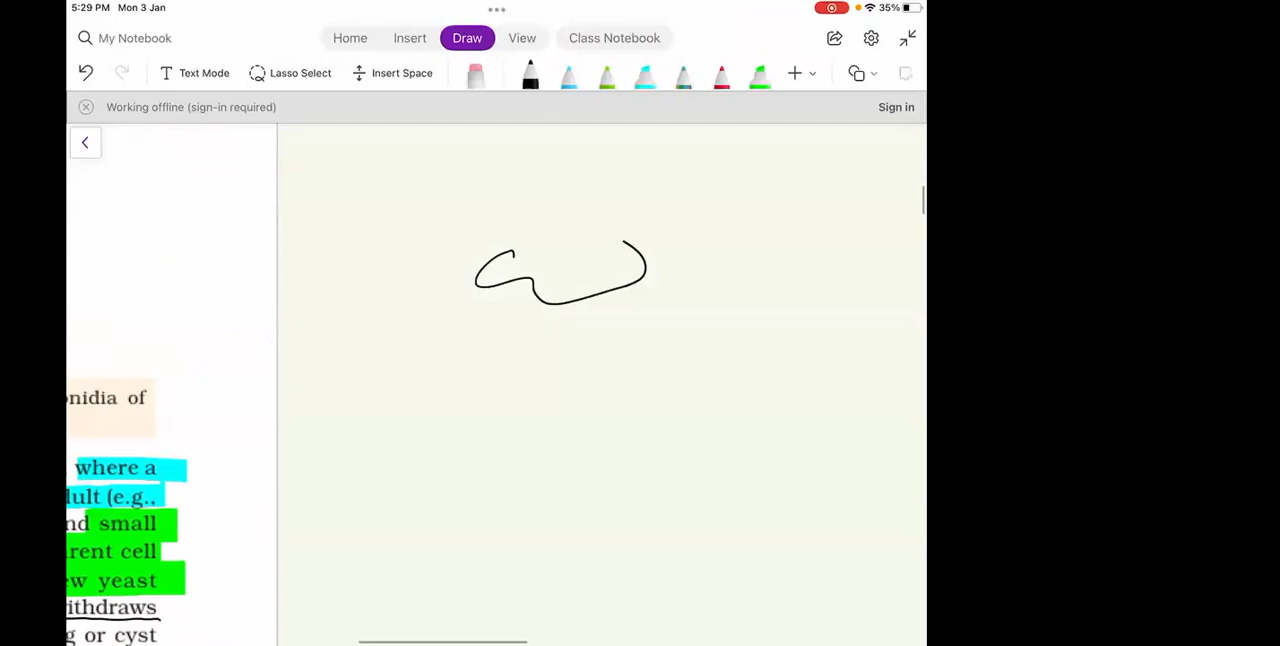 5:29 PM Mon 3 Jan
35%
My Notebook
Home
Insert
Draw
View
Class Notebook
Text Mode
Lasso Select
Insert Space
Working offline (sign-in required)
Sign in
nidia of
where a
dult (e.g.,
nd small
rent cell
ew yeast
ithdraws
g or cyst